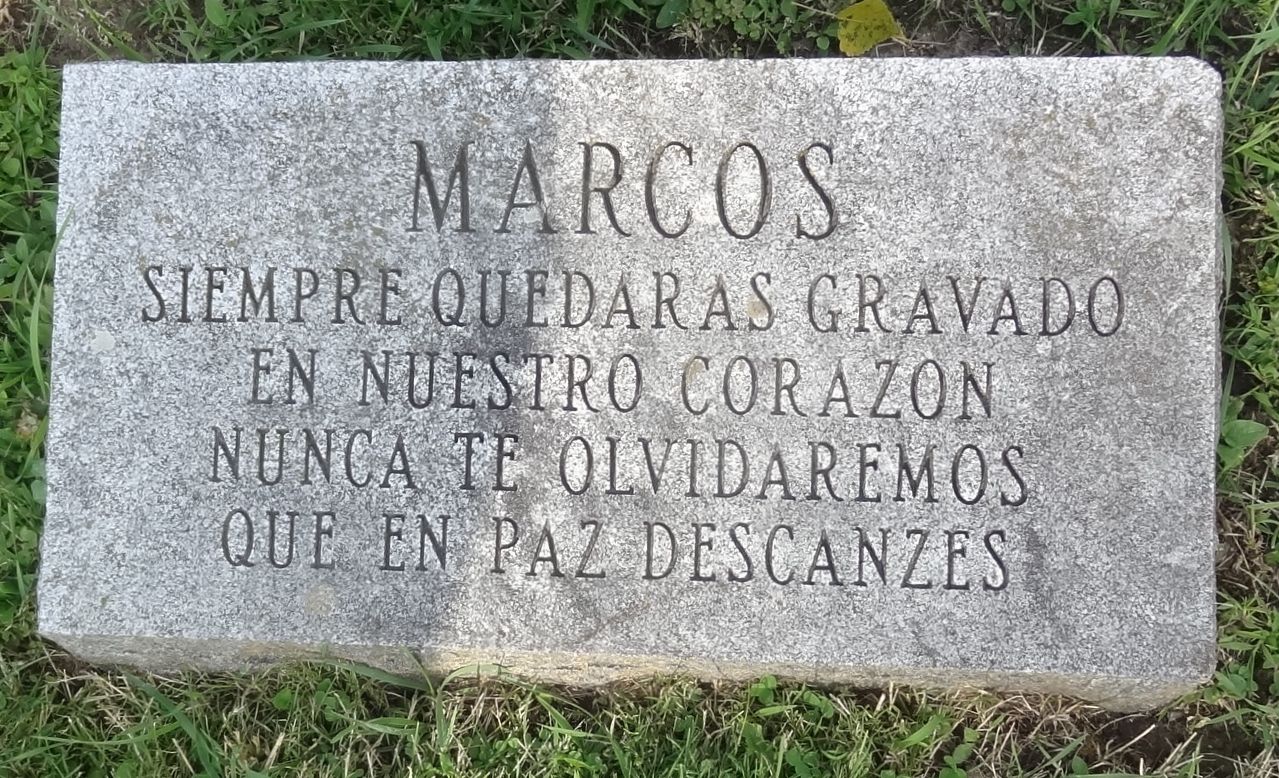 MARCOS
SIEMPRE QUEDARAS GRAVADO
EN NUESTRO CORAZON
NUNCA TE OLVIDAREMOS
QUE EN PAZ DESCANZES